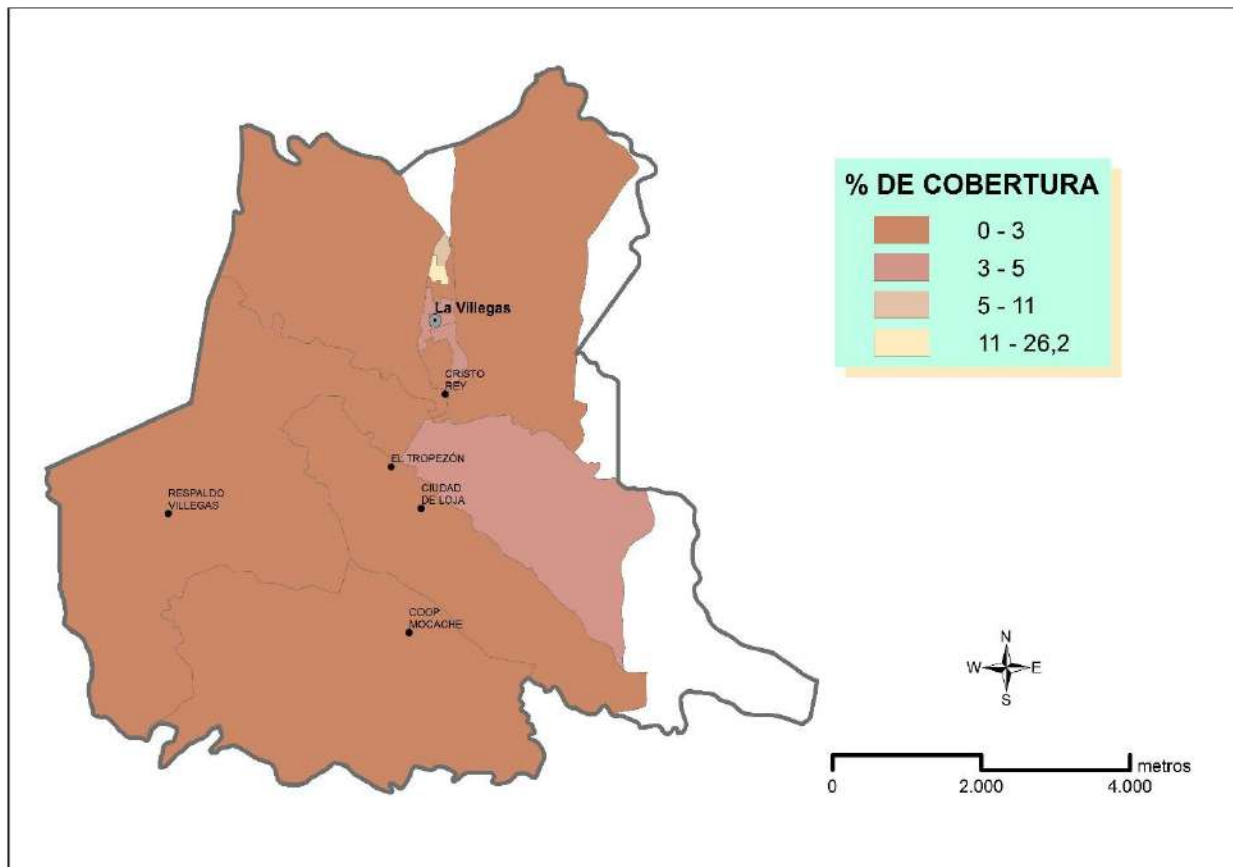 % DE COBERTURA
0 - 3
3 - 5
5 - 11
11 - 26,2
La Villegas
CRISTO
REY
EL TROPEZÓN
CIUDAD
DE LOJA
RESPALDO
VILLEGAS
COOP
MOCACHE
N
W E
S
metros
0 2.000 4.000